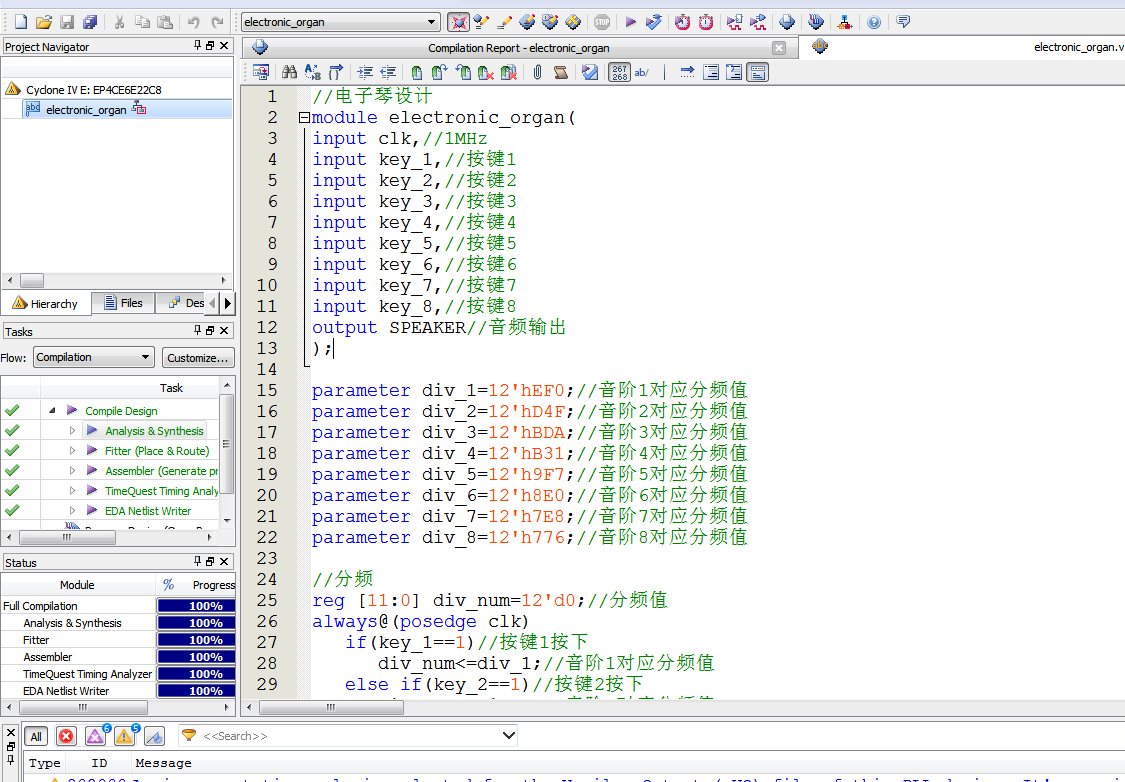 electronic_organ
Project Navigator
Compilation Report - electronic_organ
electronic_organ.v
Cyclone IV E: EP4CE6E22C8
abd electronic_organ
267
268
ab/
1 //电子琴设计
2 module electronic_organ(
3 input clk,//1MHz
4 input key_1,//按键1
5 input key_2,//按键2
6 input key_3,//按键3
7 input key_4,//按键4
8 input key_5,//按键5
9 input key_6,//按键6
10 input key_7,//按键7
11 input key_8,//按键8
12 output SPEAKER//音频输出
13 );
14
15 parameter div_1=12'hEF0;//音阶1对应分频值
16 parameter div_2=12'hD4F;//音阶2对应分频值
17 parameter div_3=12'hBDA;//音阶3对应分频值
18 parameter div_4=12'hB31;//音阶4对应分频值
19 parameter div_5=12'h9F7;//音阶5对应分频值
20 parameter div_6=12'h8E0;//音阶6对应分频值
21 parameter div_7=12'h7E8;//音阶7对应分频值
22 parameter div_8=12'h776;//音阶8对应分频值
23
24 //分频
25 reg [11:0] div_num=12'd0;//分频值
26 always@(posedge clk)
27 if(key_1==1)//按键1按下
28 div_num<=div_1;//音阶1对应分频值
29 else if(key_2==1)//按键2按下
Hierarchy
Files
Des
Tasks
Flow: Compilation
Customize...
Task
Compile Design
Analysis & Synthesis
Fitter (Place & Route)
Assembler (Generate pr
TimeQuest Timing Analy
EDA Netlist Writer
Status
Module % Progress
Full Compilation 100%
Analysis & Synthesis 100%
Fitter 100%
Assembler 100%
TimeQuest Timing Analyzer 100%
EDA Netlist Writer 100%
All
6
5
<<Search>>
Type ID Message